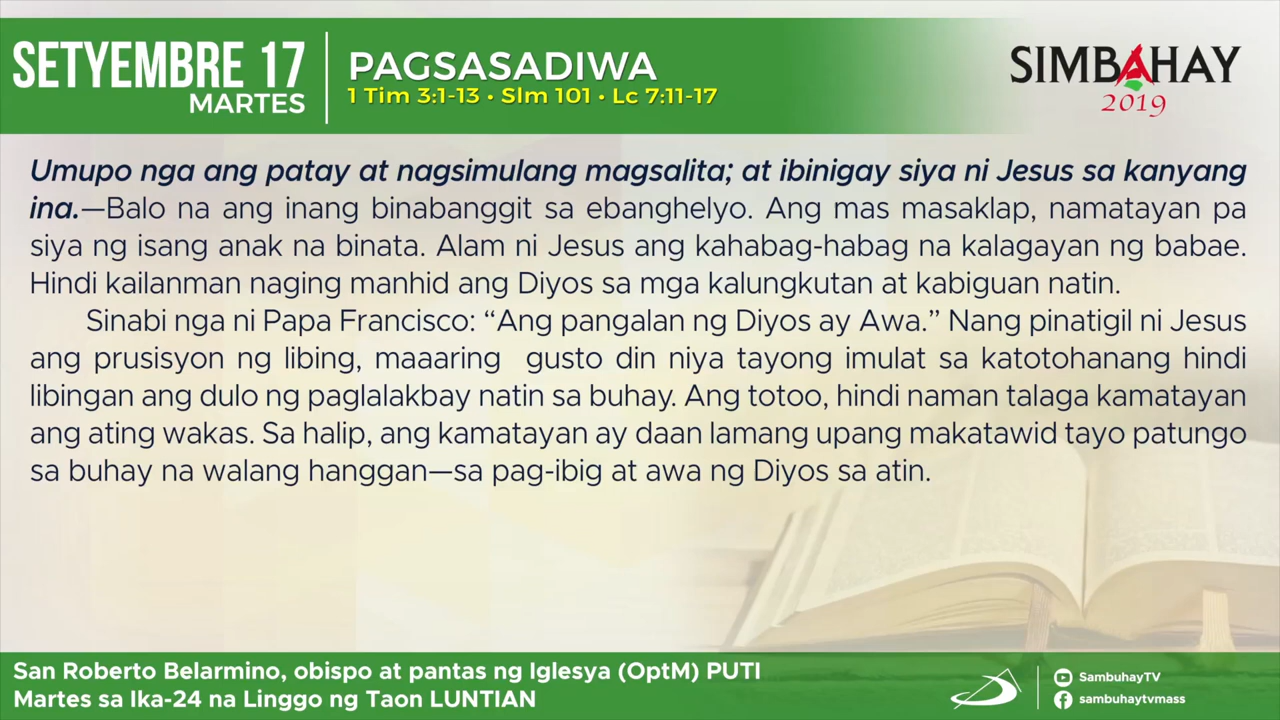 SETYEMBRE 17
MARTES
PAGSASADIWA
1 Tim 3:1-13 • Slm 101 • Lc 7:11-17
SIMBAHAY
2019
Umupo nga ang patay at nagsimulang magsalita; at ibinigay siya ni Jesus sa kanyang
ina.—Balo na ang inang binabanggit sa ebanghelyo. Ang mas masaklap, namatayan pa
siya ng isang anak na binata. Alam ni Jesus ang kahabag-habag na kalagayan ng babae.
Hindi kailanman naging manhid ang Diyos sa mga kalungkutan at kabiguan natin.
Sinabi nga ni Papa Francisco: “Ang pangalan ng Diyos ay Awa.” Nang pinatigil ni Jesus
ang prusisyon ng libing, maaaring gusto din niya tayong imulat sa katotohanang hindi
libingan ang dulo ng paglalakbay natin sa buhay. Ang totoo, hindi naman talaga kamatayan
ang ating wakas. Sa halip, ang kamatayan ay daan lamang upang makatawid tayo patungo
sa buhay na walang hanggan—sa pag-ibig at awa ng Diyos sa atin.
San Roberto Belarmino, obispo at pantas ng Iglesya (OptM) PUTI
Martes sa Ika-24 na Linggo ng Taon LUNTIAN
SambuhayTV
sambuhaytvmass